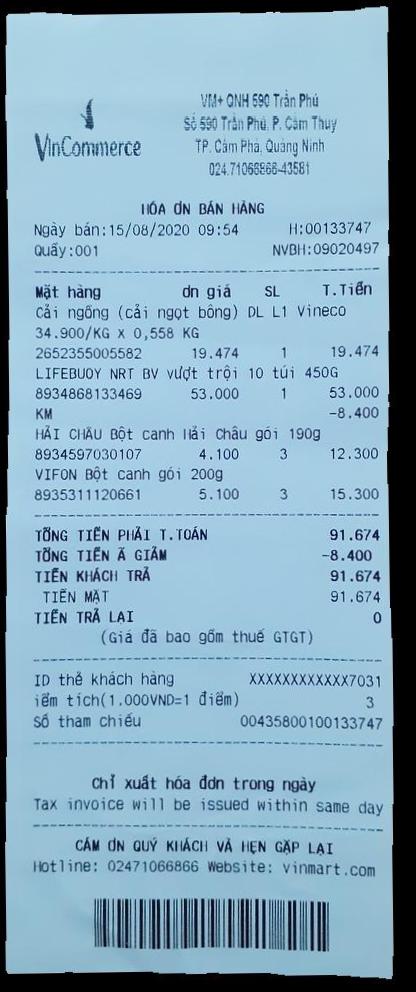 VinCommerce
VM+ QNH 590 Trần Phú
Số 590 Trần Phú, P. Cẩm Thuỷ
TP. Cẩm Phả, Quảng Ninh
024.71066866-43581
HÓA ƠN BÁN HÀNG
Ngày bán:15/08/2020 09:54 H:00133747
Quầy:001 NVBH:09020497
Mặt hàng ơn giá SL T.Tiền
Cải ngồng (cải ngọt bông) DL L1 Vineco
34.900/KG X 0,558 KG
2652355005582 19.474 1 19.474
LIFEBUOY NRT BV vượt trội 10 túi 450G
8934868133469 53.000 1 53.000
KM -8.400
HẢI CHÂU Bột canh Hải Châu gói 190g
8934597030107 4.100 3 12.300
VIFON Bột canh gói 200g
8935311120661 5.100 3 15.300
TỔNG TIỀN PHẢI T.TOÁN 91.674
TỔNG TIỀN Ã GIẢM -8.400
TIỀN KHÁCH TRẢ 91.674
TIỀN MẶT 91.674
TIỀN TRẢ LẠI 0
(Giá đã bao gồm thuế GTGT)
ID thẻ khách hàng XXXXXXXXXXXX7031
iểm tích(1.000VND=1 điểm) 3
Số tham chiếu 00435800100133747
Chỉ xuất hóa đơn trong ngày
Tax invoice will be issued within same day
CẢM ƠN QUÝ KHÁCH VÀ HẸN GẶP LẠI
Hotline: 02471066866 Website: vinmart.com